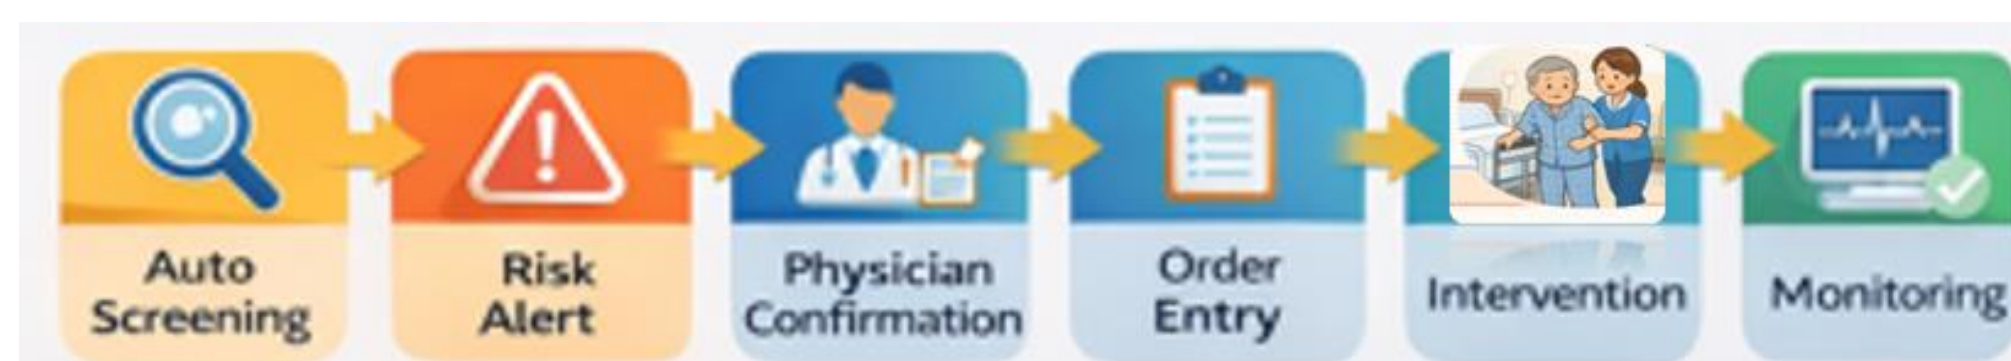 Auto
Screening
Risk
Alert
Physician
Confirmation
Order
Entry
Intervention
Monitoring